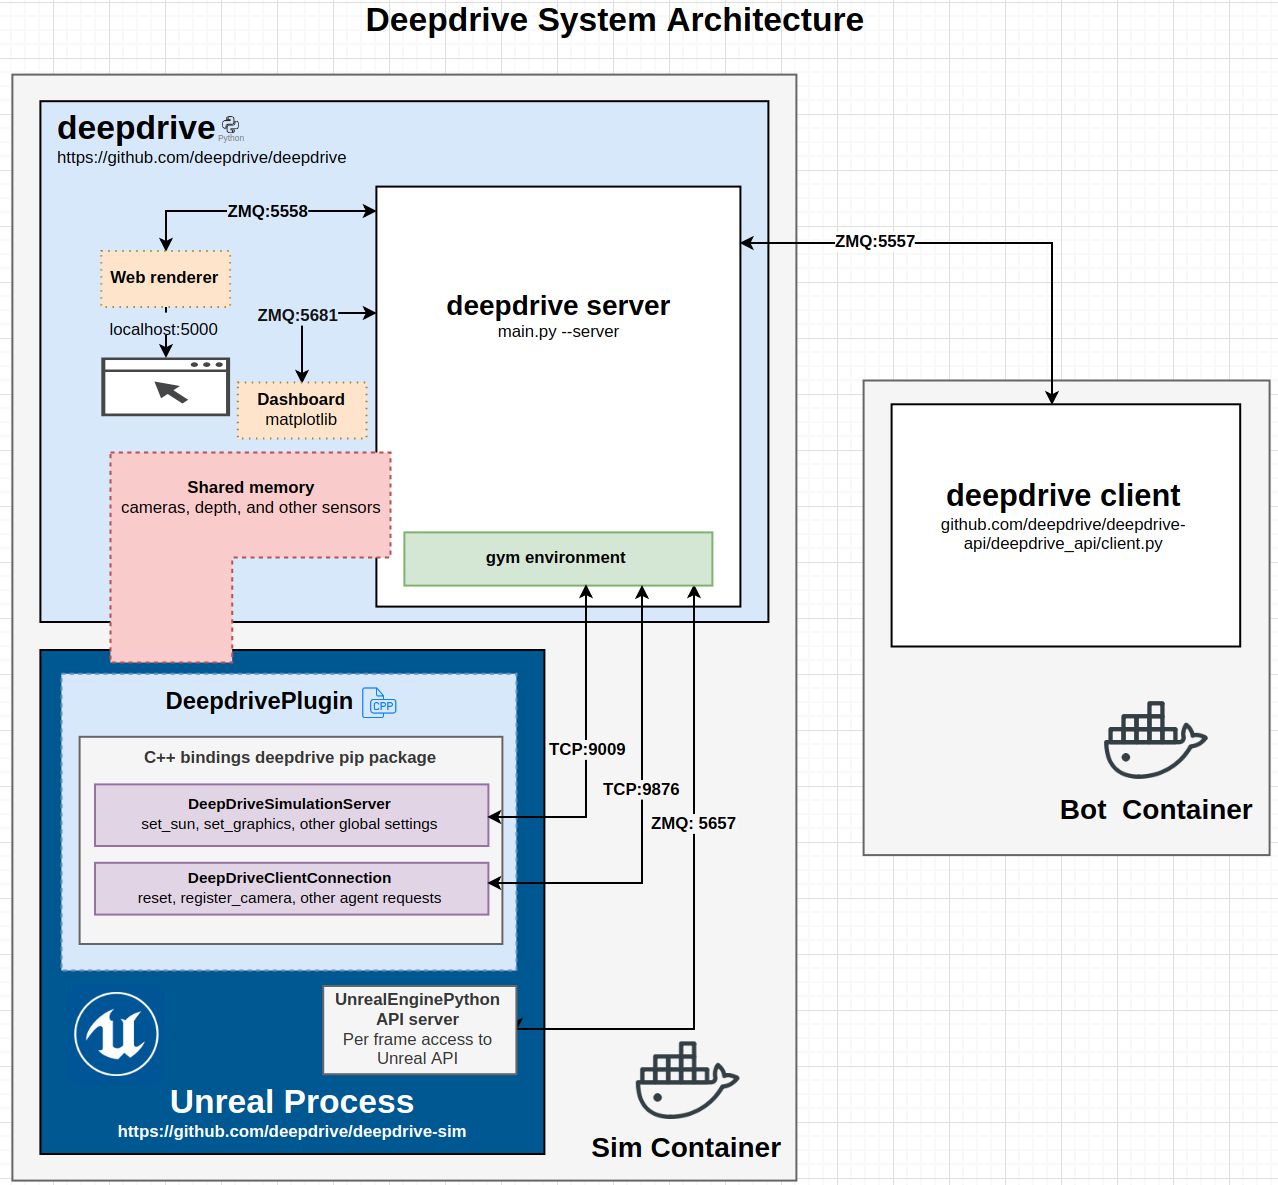 Deepdrive System Architecture
deepdrive
Python
https://github.com/deepdrive/deepdrive
ZMQ:5558
Web renderer
localhost:5000
ZMQ:5681
Dashboard
matplotlib
deepdrive server
main.py --server
ZMQ:5557
Shared memory
cameras, depth, and other sensors
gym environment
deepdrive client
github.com/deepdrive/deepdrive-
api/deepdrive_api/client.py
Bot  Container
DeepdrivePlugin
CPP
C++ bindings deepdrive pip package
DeepDriveSimulationServer
set_sun, set_graphics, other global settings
DeepDriveClientConnection
reset, register_camera, other agent requests
TCP:9009
TCP:9876
ZMQ: 5657
UnrealEnginePython
API server
Per frame access to
Unreal API
Unreal Process
https://github.com/deepdrive/deepdrive-sim
Sim Container